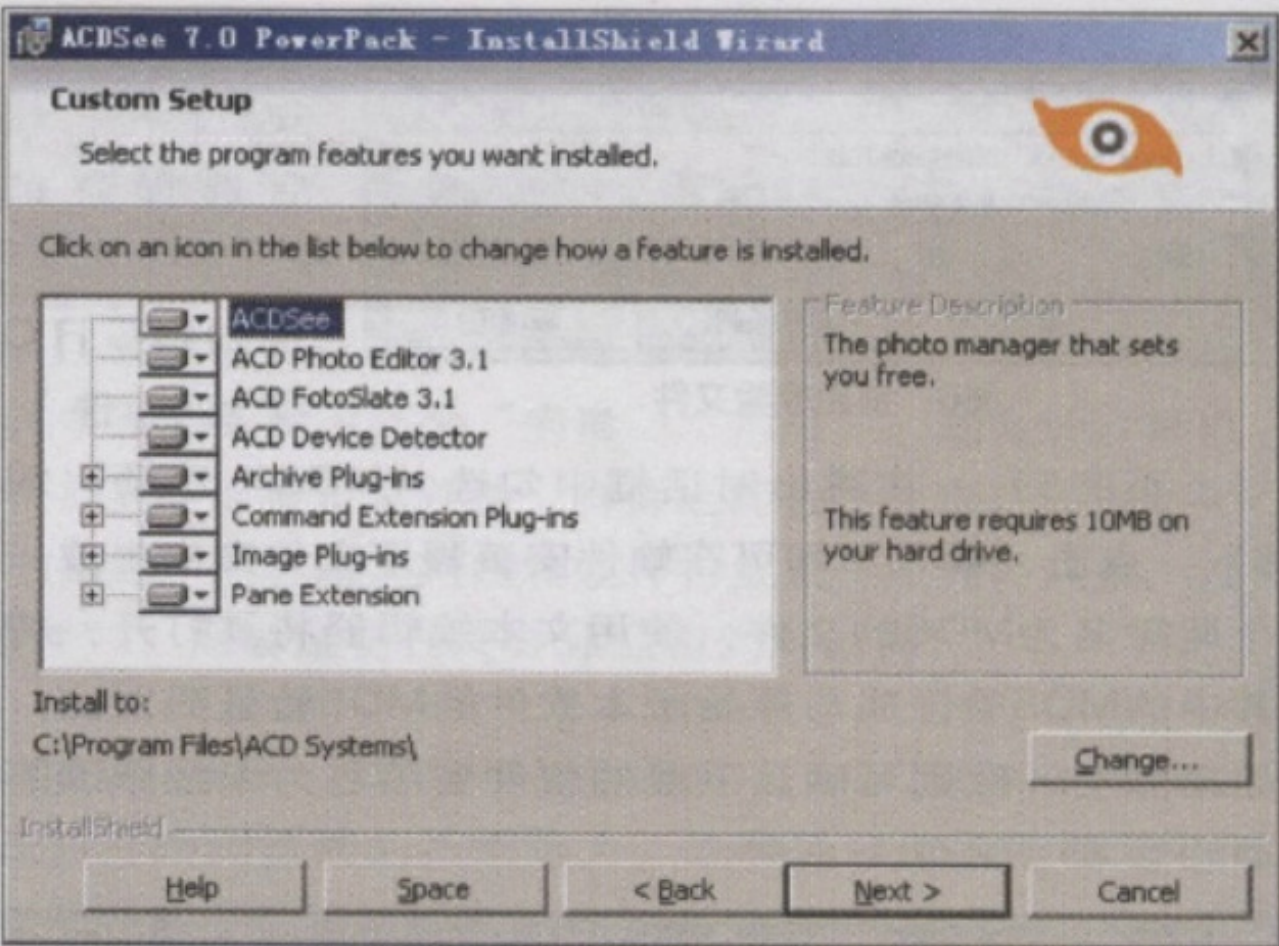 ACDSee 7.0 PowerPack - InstallShield Wizard
Custom Setup
Select the program features you want installed.
Click on an icon in the list below to change how a feature is installed.
ACDSee
ACD Photo Editor 3.1
ACD FotoSlate 3.1
ACD Device Detector
Archive Plug-ins
Command Extension Plug-ins
Image Plug-ins
Pane Extension
Feature Description
The photo manager that sets
you free.
This feature requires 10MB on
your hard drive.
Install to:
C:\Program Files\ACD Systems\
Change...
InstallShield
Help
Space
< Back
Next >
Cancel